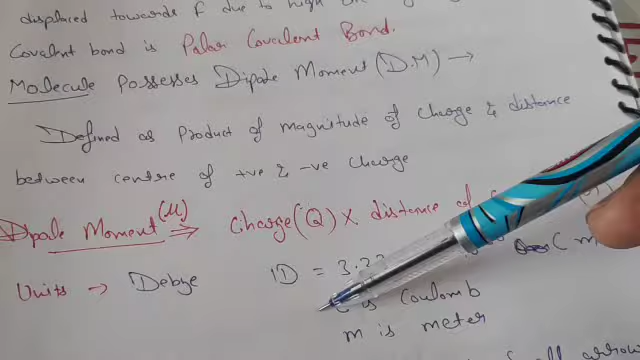 displaced towards F due to high
Covalent bond is Polar Covalent Bond.
Molecule Possesses Dipole Moment (D.M) →
Defined as Product of magnitude of charge & distance
between centre of +ve & -ve Charge
Dipole Moment (μ) ⇒ Charge (Q) X distance of
Units → Debye 1D = 3.33 (m
C is Coulomb
m is meter